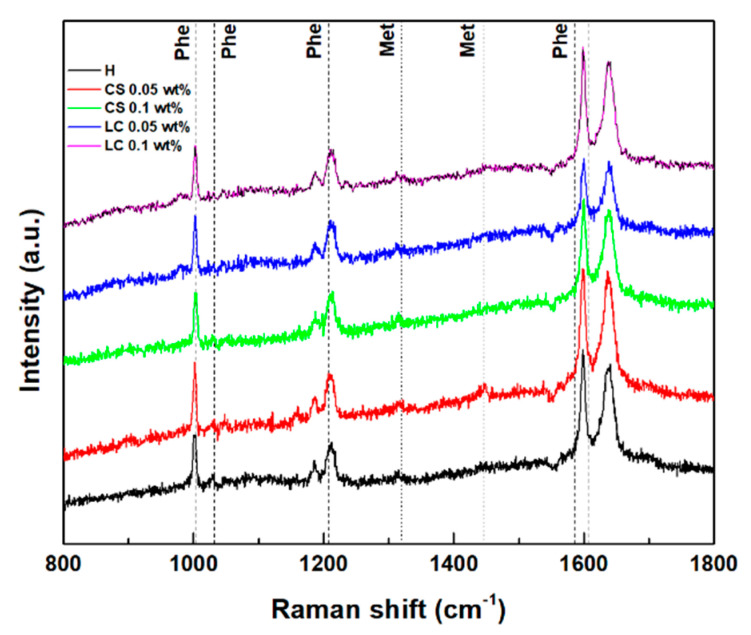 Phe
Phe
Phe
Met
Met
Phe
H
CS 0.05 wt%
CS 0.1 wt%
LC 0.05 wt%
LC 0.1 wt%
Intensity (a.u.)
800 1000 1200 1400 1600 1800
Raman shift (cm⁻¹)